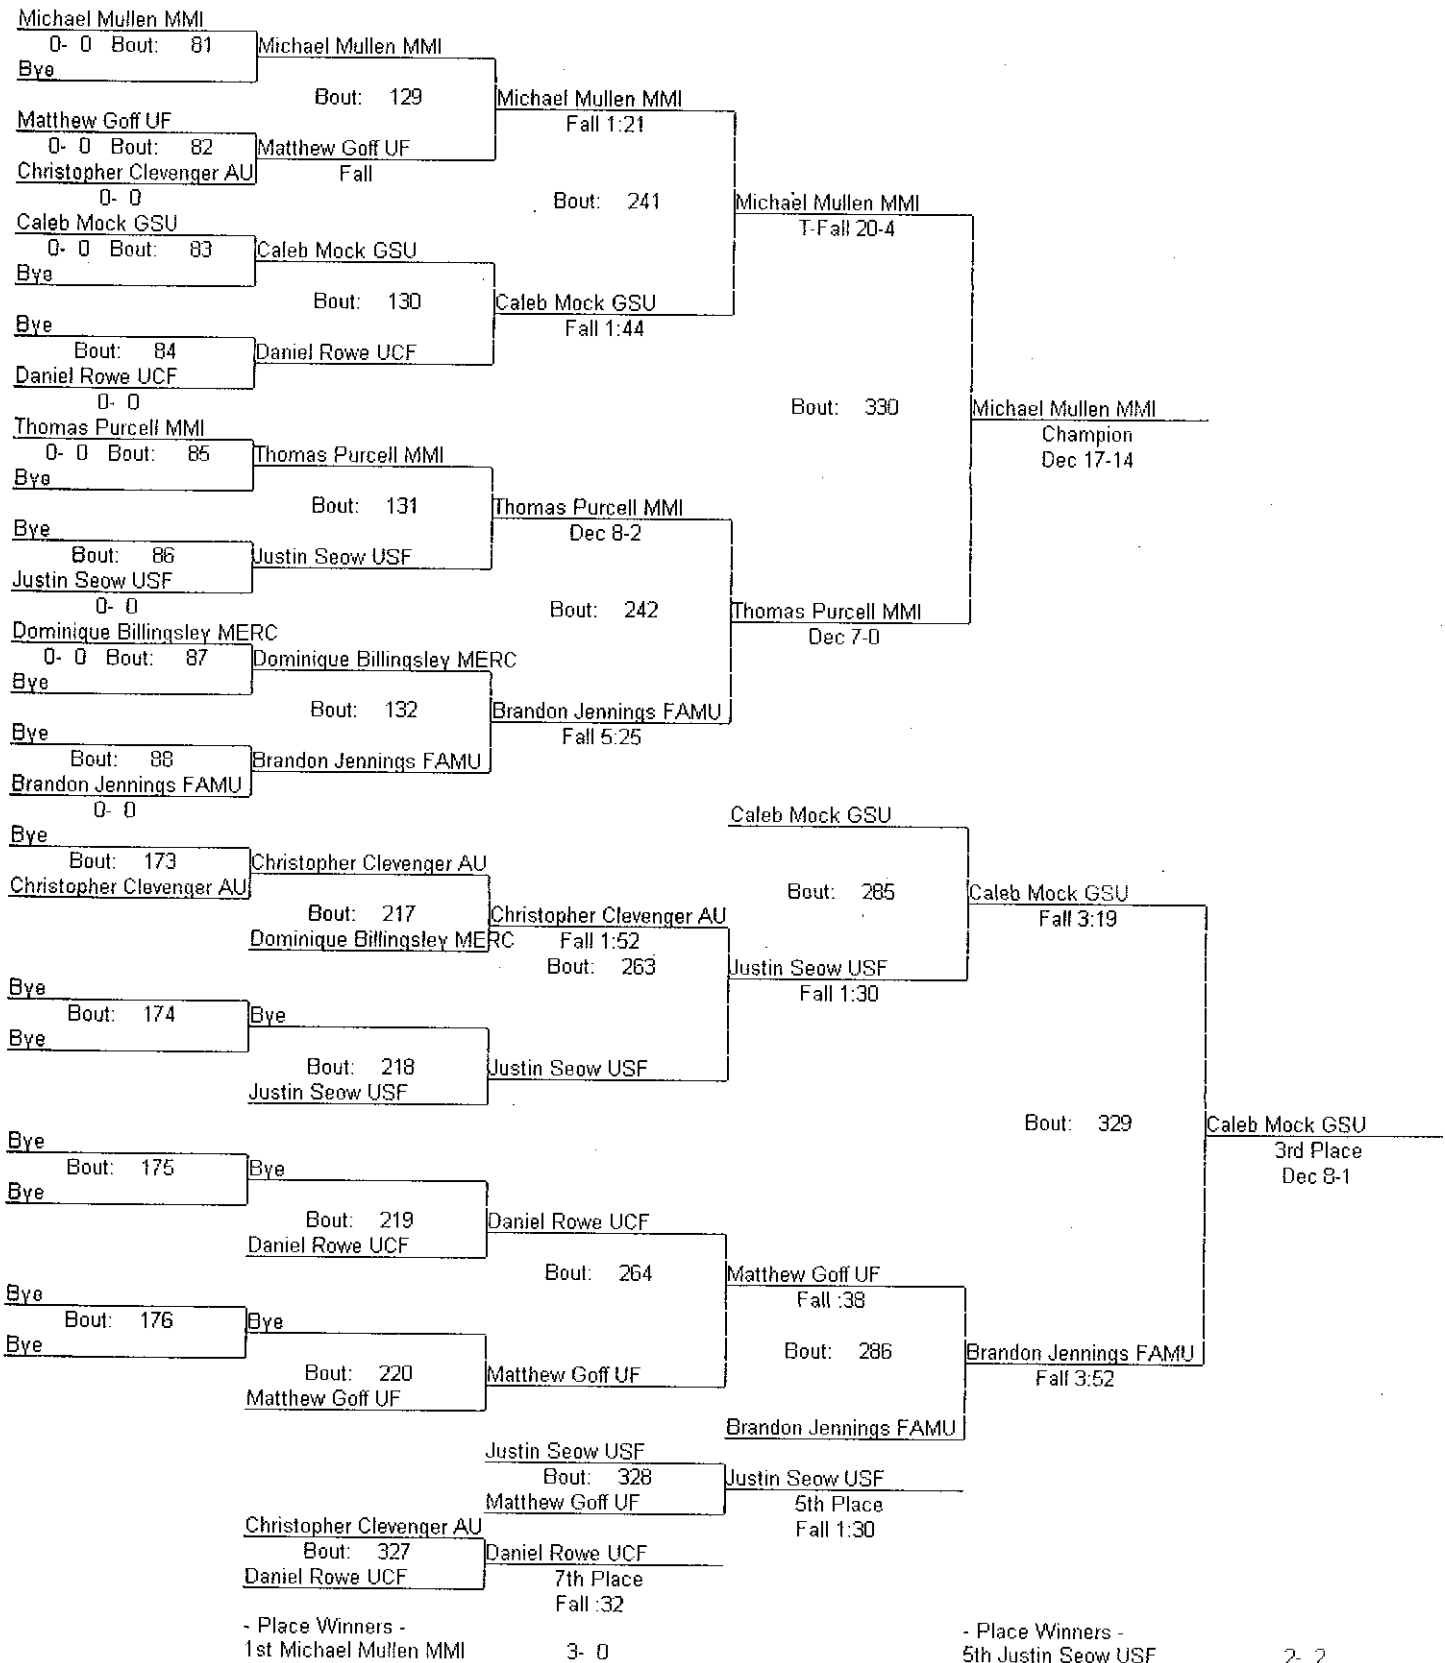 Michael Mullen MMI
0- 0 Bout: 81
Bye
Michael Mullen MMI
Bout: 129
Matthew Goff UF
0- 0 Bout: 82
Christopher Clevenger AU
0- 0
Matthew Goff UF
Fall
Michael Mullen MMI
Fall 1:21
Bout: 241
Caleb Mock GSU
0- 0 Bout: 83
Bye
Caleb Mock GSU
Bout: 130
Bye
Bout: 84
Daniel Rowe UCF
0- 0
Daniel Rowe UCF
Caleb Mock GSU
Fall 1:44
Michael Mullen MMI
T-Fall 20-4
Bout: 330
Michael Mullen MMI
Champion
Dec 17-14
Thomas Purcell MMI
0- 0 Bout: 85
Bye
Thomas Purcell MMI
Bout: 131
Bye
Bout: 86
Justin Seow USF
0- 0
Justin Seow USF
Thomas Purcell MMI
Dec 8-2
Bout: 242
Thomas Purcell MMI
Dec 7-0
Dominique Billingsley MERC
0- 0 Bout: 87
Bye
Dominique Billingsley MERC
Bout: 132
Bye
Bout: 88
Brandon Jennings FAMU
0- 0
Brandon Jennings FAMU
Brandon Jennings FAMU
Fall 5:25
Bye
Bout: 173
Christopher Clevenger AU
Christopher Clevenger AU
Bout: 217
Dominique Billingsley MERC
Christopher Clevenger AU
Fall 1:52
Bout: 263
Bye
Bout: 174
Bye
Bye
Bout: 218
Justin Seow USF
Justin Seow USF
Caleb Mock GSU
Bout: 285
Justin Seow USF
Fall 1:30
Caleb Mock GSU
Fall 3:19
Bout: 329
Caleb Mock GSU
3rd Place
Dec 8-1
Bye
Bout: 175
Bye
Bye
Bout: 219
Daniel Rowe UCF
Daniel Rowe UCF
Bout: 264
Bye
Bout: 176
Bye
Bye
Bout: 220
Matthew Goff UF
Matthew Goff UF
Matthew Goff UF
Fall :38
Bout: 286
Brandon Jennings FAMU
Brandon Jennings FAMU
Fall 3:52
Justin Seow USF
Bout: 328
Matthew Goff UF
Justin Seow USF
5th Place
Fall 1:30
Christopher Clevenger AU
Bout: 327
Daniel Rowe UCF
Daniel Rowe UCF
7th Place
Fall :32
- Place Winners -
1st Michael Mullen MMI 3- 0
- Place Winners -
5th Justin Seow USF 2- 2